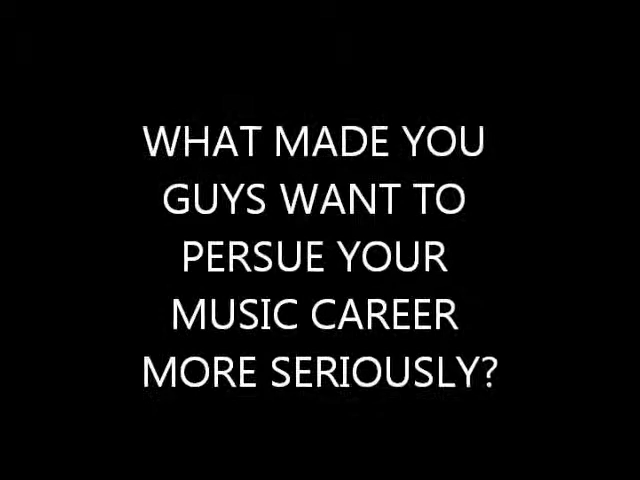 WHAT MADE YOU
GUYS WANT TO
PERSUE YOUR
MUSIC CAREER
MORE SERIOUSLY?